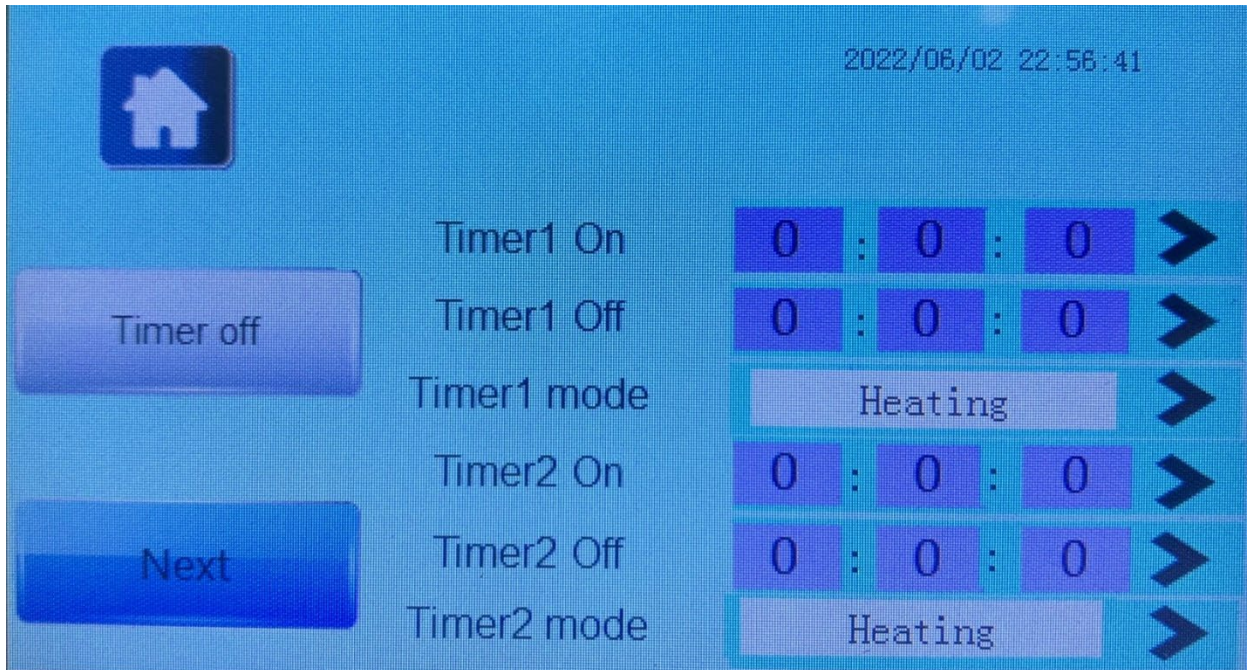 2022/06/02 22:56:41
Timer1 On 0 : 0 : 0
Timer off
Timer1 Off 0 : 0 : 0
Timer1 mode Heating
Timer2 On 0 : 0 : 0
Next
Timer2 Off 0 : 0 : 0
Timer2 mode Heating